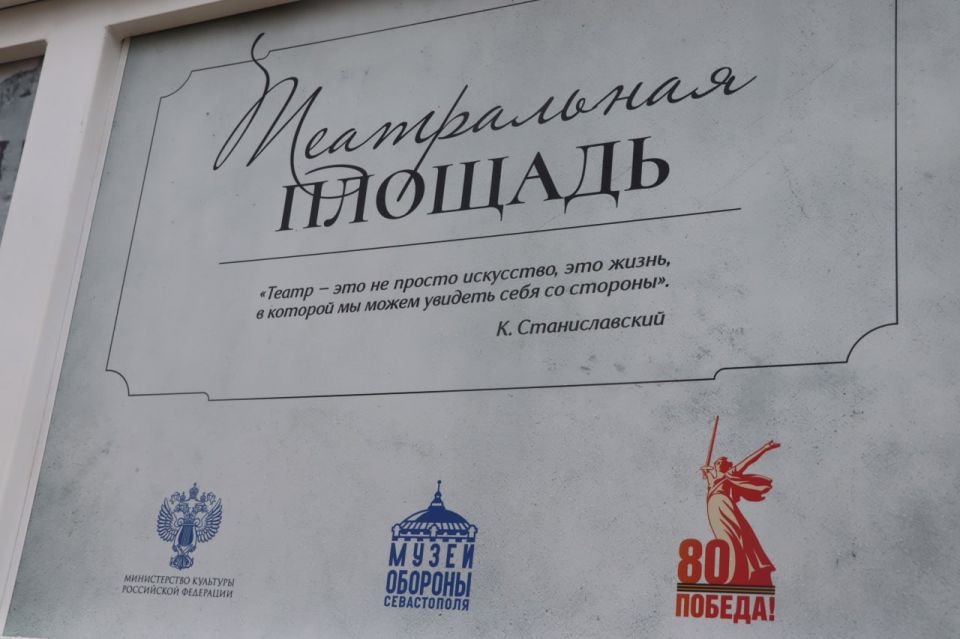 Театральная
ПЛОЩАДЬ
«Театр – это не просто искусство, это жизнь,
в которой мы можем увидеть себя со стороны».
К. Станиславский
МИНИСТЕРСТВО КУЛЬТУРЫ
РОССИЙСКОЙ ФЕДЕРАЦИИ
МУЗЕЙ
ОБОРОНЫ
СЕВАСТОПОЛЯ
80
ПОБЕДА!